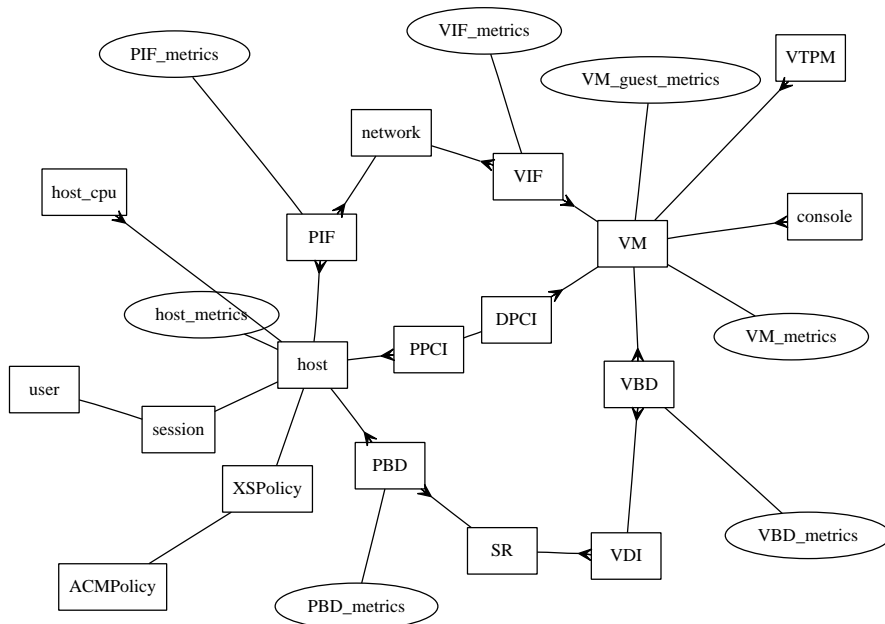 VIF_metrics
PIF_metrics
VTPM
VM_guest_metrics
network
VIF
host_cpu
console
PIF
VM
host_metrics
DPCI
VM_metrics
PPCI
host
VBD
user
session
PBD
XSPolicy
VBD_metrics
SR
VDI
ACMPolicy
PBD_metrics